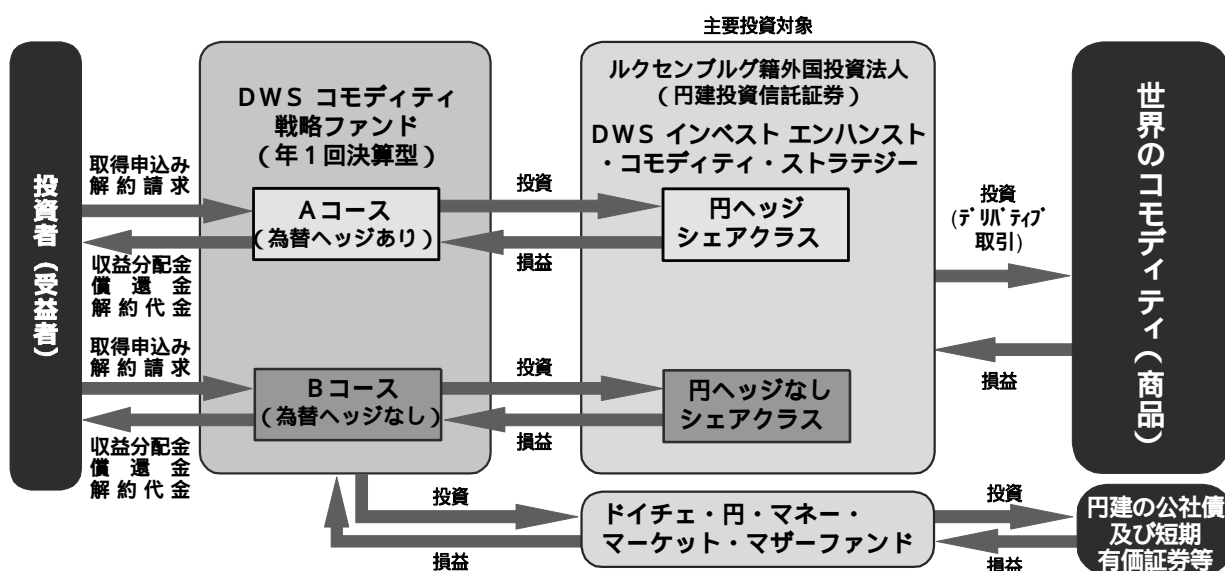 主要投資対象
投資者（受益者）
取得申込み
解約請求
収益分配金
償還金
解約代金
取得申込み
解約請求
収益分配金
償還金
解約代金
DWS コモディティ
戦略ファンド
（年1回決算型）
Aコース
（為替ヘッジあり）
Bコース
（為替ヘッジなし）
投資
損益
投資
損益
ルクセンブルグ籍外国投資法人
（円建投資信託証券）
DWS インベスト エンハンスト
・コモディティ・ストラテジー
円ヘッジ
シェアクラス
円ヘッジなし
シェアクラス
投資
(デリバティブ
取引)
損益
世界のコモディティ（商品）
投資
損益
ドイチェ・円・マネー・
マーケット・マザーファンド
投資
損益
円建の公社債
及び短期
有価証券等